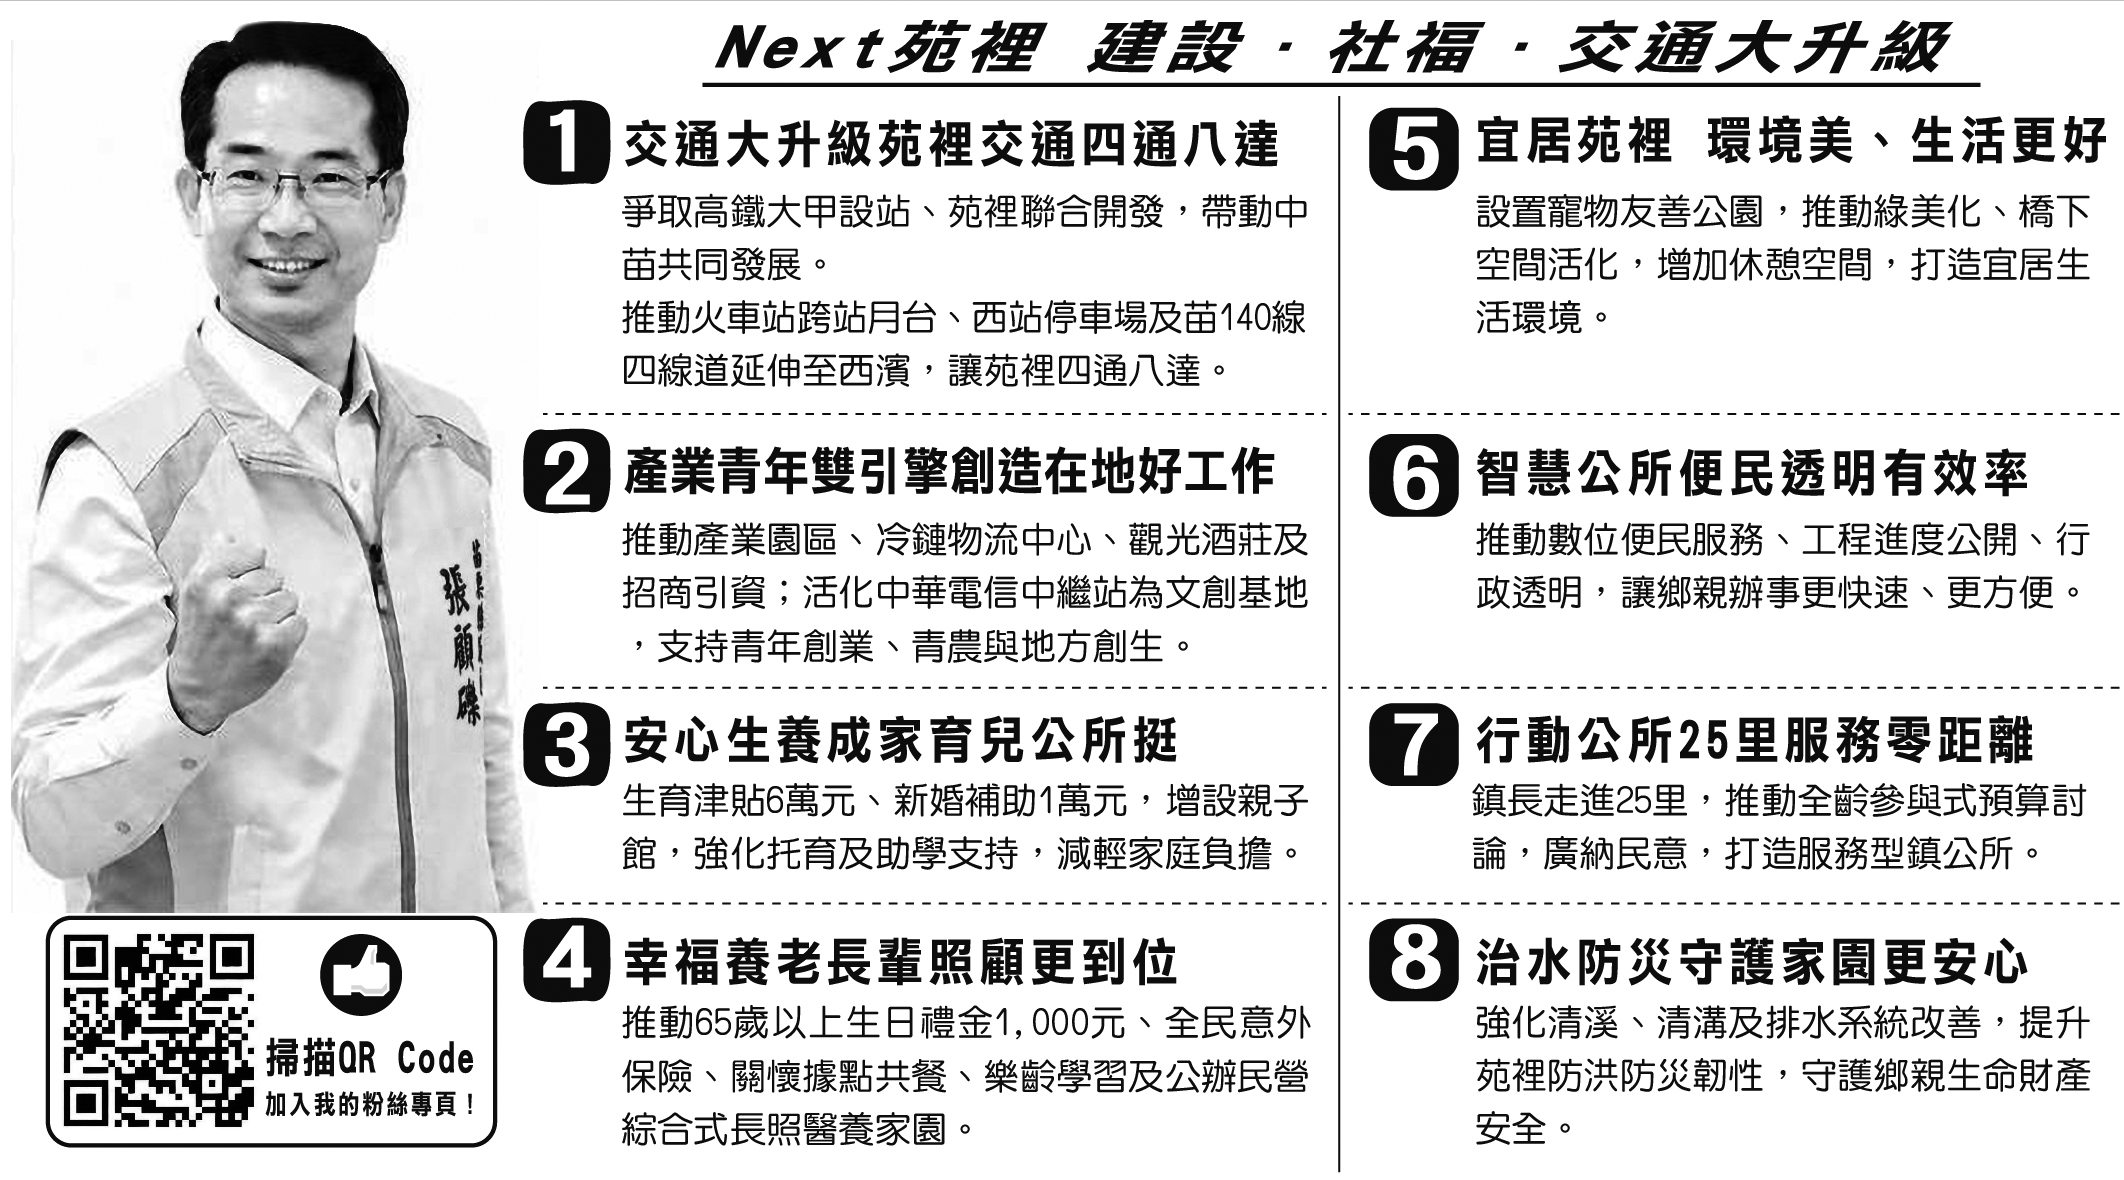 Next苑裡 建設‧社福‧交通大升級
1 交通大升級苑裡交通四通八達
爭取高鐵大甲設站、苑裡聯合開發，帶動中
苗共同發展。
推動火車站跨站月台、西站停車場及苗140線
四線道延伸至西濱，讓苑裡四通八達。
2 產業青年雙引擎創造在地好工作
推動產業園區、冷鏈物流中心、觀光酒莊及
招商引資；活化中華電信中繼站為文創基地
，支持青年創業、青農與地方創生。
3 安心生養成家育兒公所挺
生育津貼6萬元、新婚補助1萬元，增設親子
館，強化托育及助學支持，減輕家庭負擔。
4 幸福養老長輩照顧更到位
推動65歲以上生日禮金1,000元、全民意外
保險、關懷據點共餐、樂齡學習及公辦民營
綜合式長照醫養家園。
5 宜居苑裡 環境美、生活更好
設置寵物友善公園，推動綠美化、橋下
空間活化，增加休憩空間，打造宜居生
活環境。
6 智慧公所便民透明有效率
推動數位便民服務、工程進度公開、行
政透明，讓鄉親辦事更快速、更方便。
7 行動公所25里服務零距離
鎮長走進25里，推動全齡參與式預算討
論，廣納民意，打造服務型鎮公所。
8 治水防災守護家園更安心
強化清溪、清溝及排水系統改善，提升
苑裡防洪防災韌性，守護鄉親生命財產
安全。
張顧礫
掃描QR Code
加入我的粉絲專頁！